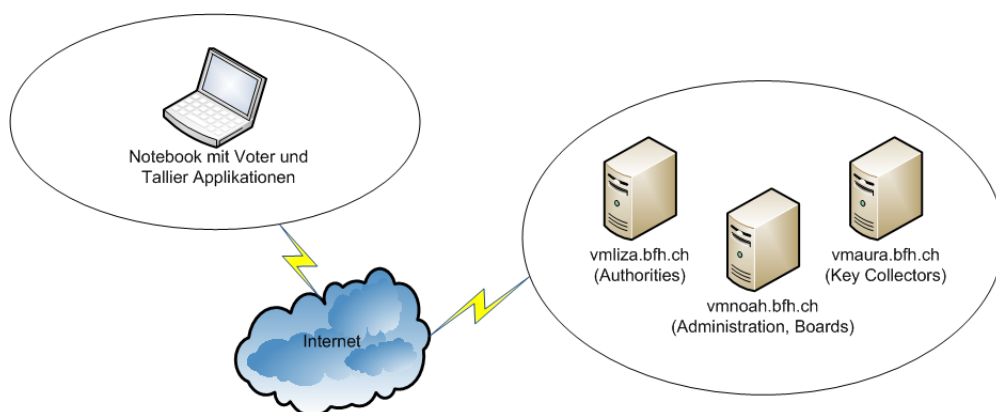 Notebook mit Voter und
Tallier Applikationen
vmliza.bfh.ch
(Authorities)
vmaura.bfh.ch
(Key Collectors)
vmnoah.bfh.ch
(Administration, Boards)
Internet